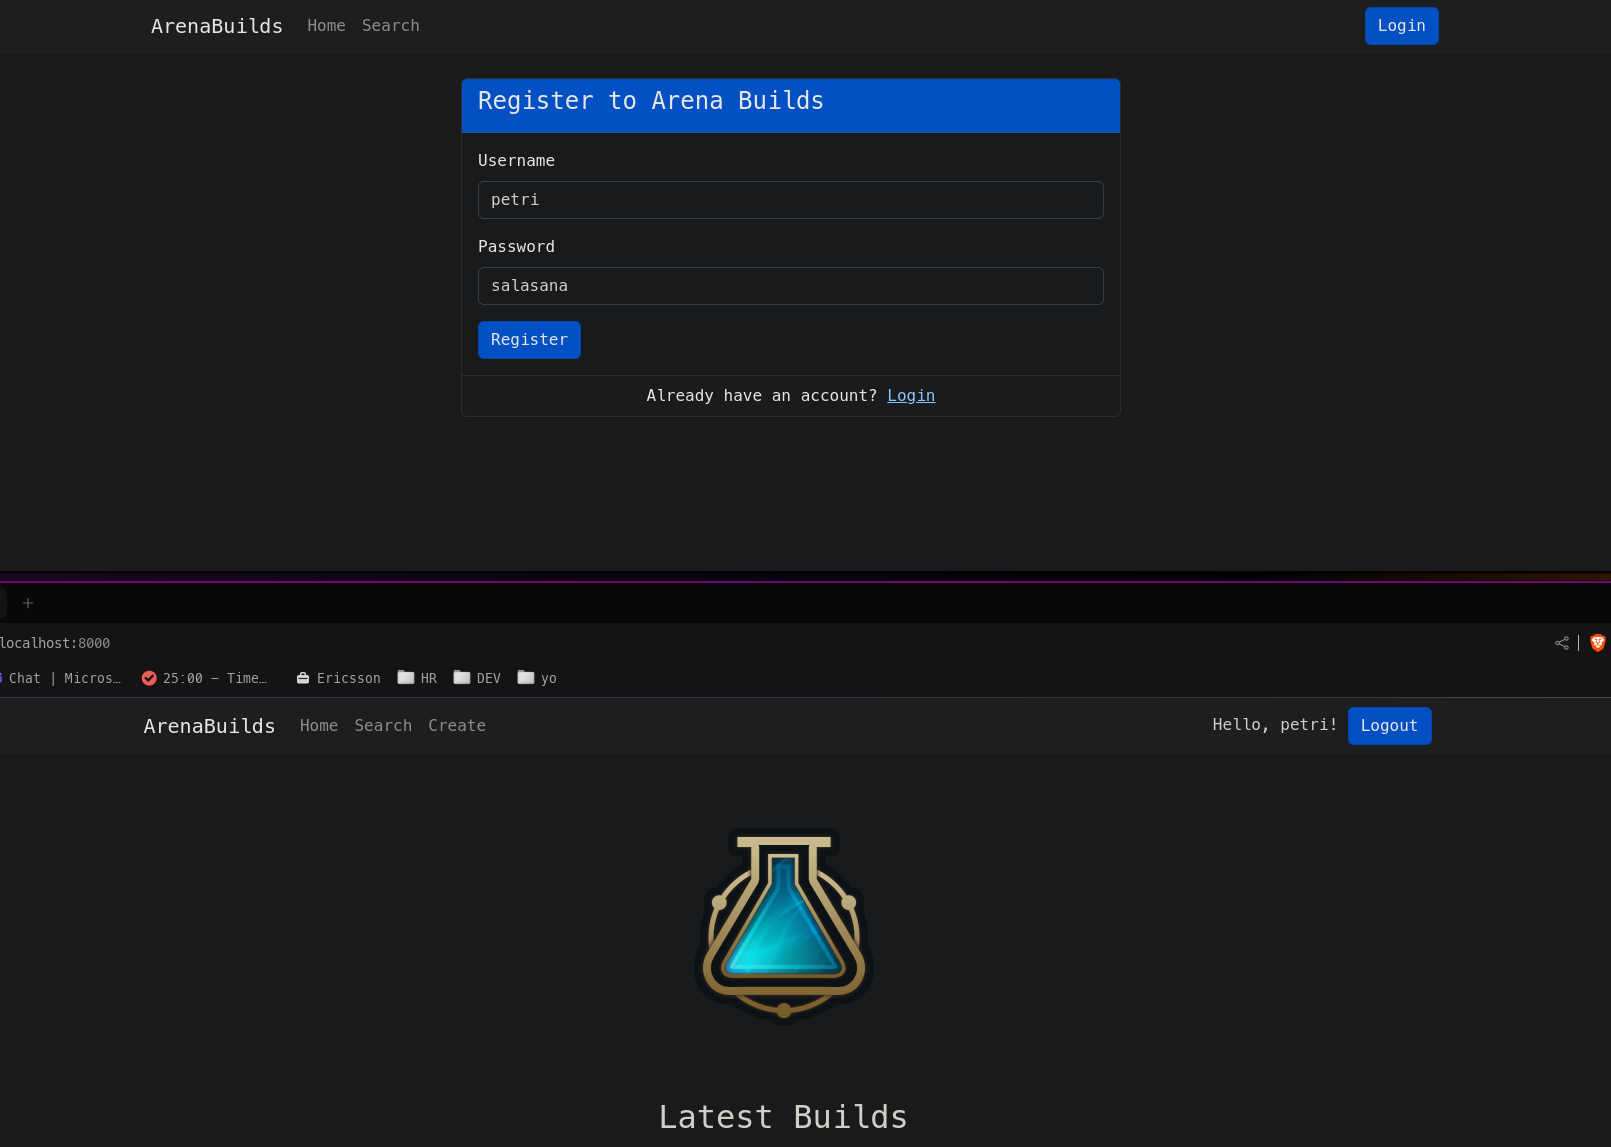 ArenaBuilds Home Search Login
Register to Arena Builds
Username
petri
Password
salasana
Register
Already have an account? Login
localhost:8000
Chat | Micros… 25:00 – Time… Ericsson HR DEV yo
ArenaBuilds Home Search Create Hello, petri! Logout
Latest Builds